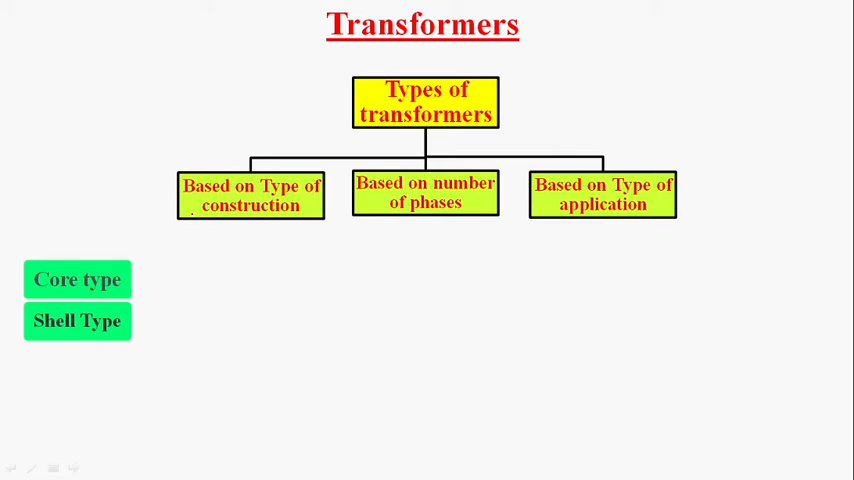 Transformers
Types of
transformers
Based on Type of
construction
Based on number
of phases
Based on Type of
application
Core type
Shell Type